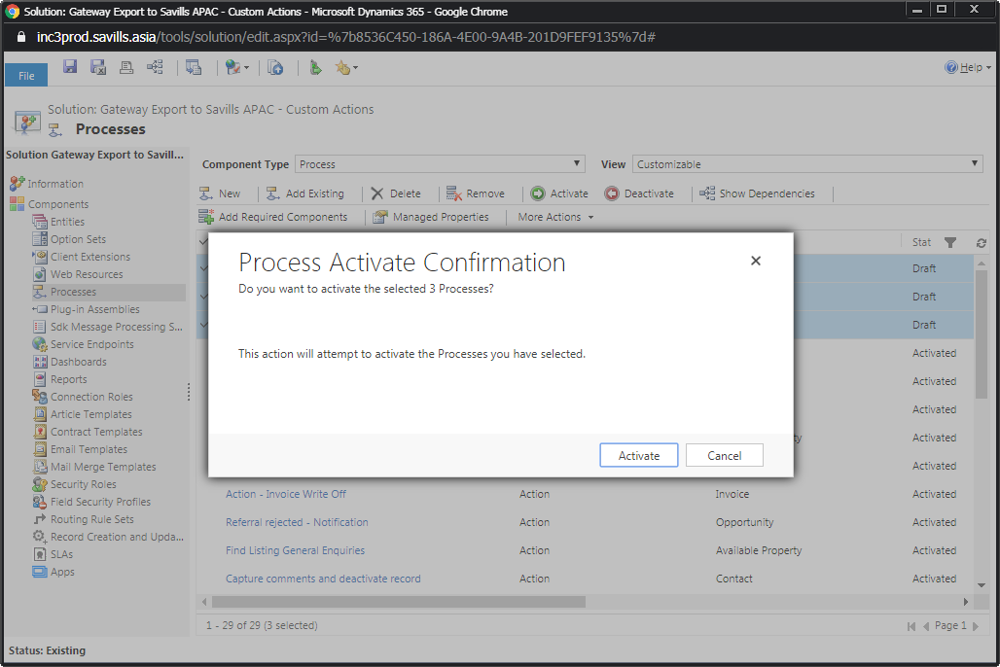 Solution: Gateway Export to Savills APAC - Custom Actions - Microsoft Dynamics 365 - Google Chrome
inc3prod.savills.asia/tools/solution/edit.aspx?id=%7b8536C450-186A-4E00-9A4B-201D9FEF9135%7d#
File
Help
Solution: Gateway Export to Savills APAC - Custom Actions
Processes
Solution Gateway Export to Savill...
Information
Components
Entities
Option Sets
Client Extensions
Web Resources
Processes
Plug-in Assemblies
Sdk Message Processing S...
Service Endpoints
Dashboards
Reports
Connection Roles
Article Templates
Contract Templates
Email Templates
Mail Merge Templates
Security Roles
Field Security Profiles
Routing Rule Sets
Record Creation and Upda...
SLAs
Apps
Component Type Process View Customizable
New Add Existing Delete Remove Activate Deactivate Show Dependencies
Add Required Components Managed Properties More Actions
Stat
Draft
Draft
Draft
Activated
Activated
Activated
ty Activated
Activated
Process Activate Confirmation
Do you want to activate the selected 3 Processes?
This action will attempt to activate the Processes you have selected.
Activate Cancel
Action - Invoice Write Off Action Invoice Activated
Referral rejected - Notification Action Opportunity Activated
Find Listing General Enquiries Action Available Property Activated
Capture comments and deactivate record Action Contact Activated
1 - 29 of 29 (3 selected) Page 1
Status: Existing